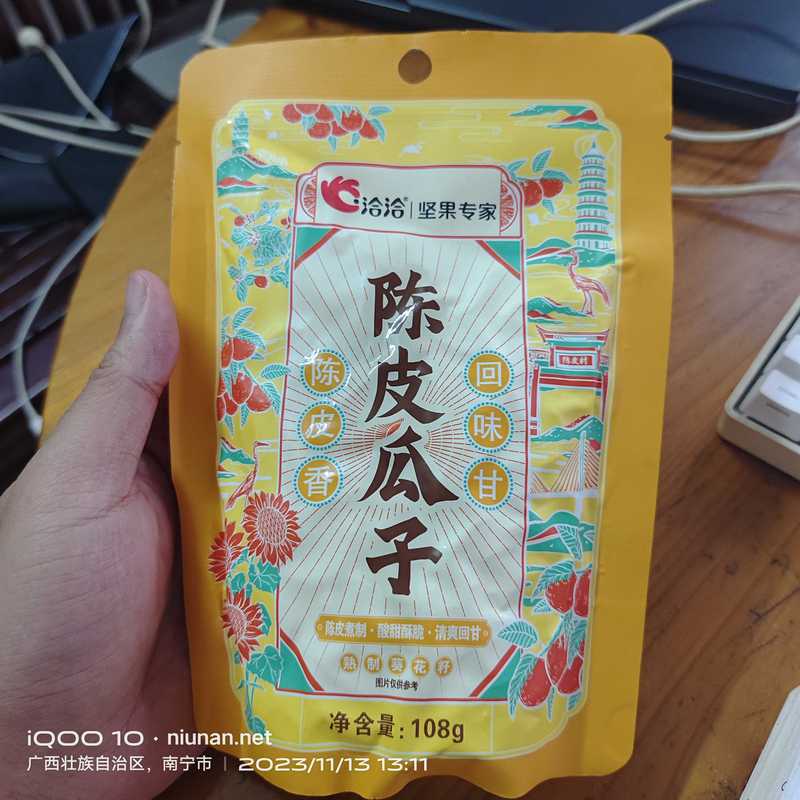 洽洽® | 坚果专家
陈皮瓜子
陈皮香
回味甘
陈皮村
陈皮煮制·酸甜酥脆·清爽回甘
熟制葵花籽
图片仅供参考
净含量：108g
iQOO 10 · niunan.net
广西壮族自治区，南宁市 | 2023/11/13 13:11